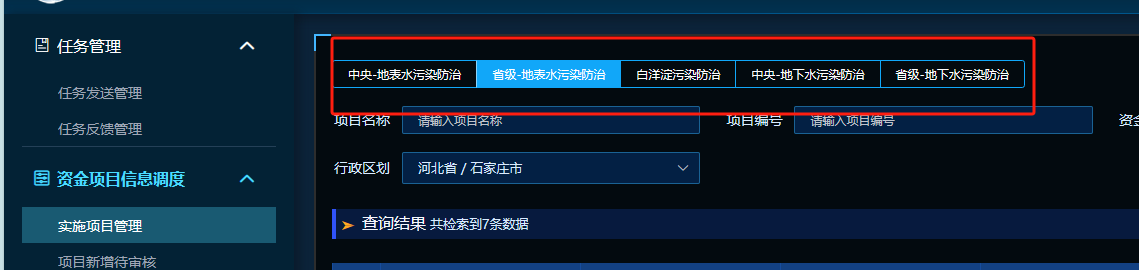 任务管理
任务发送管理
任务反馈管理
资金项目信息调度
实施项目管理
项目新增待审核
中央-地表水污染防治 省级-地表水污染防治 白洋淀污染防治 中央-地下水污染防治 省级-地下水污染防治
项目名称 请输入项目名称 项目编号 请输入项目编号 资金
行政区划 河北省 / 石家庄市
查询结果 共检索到7条数据